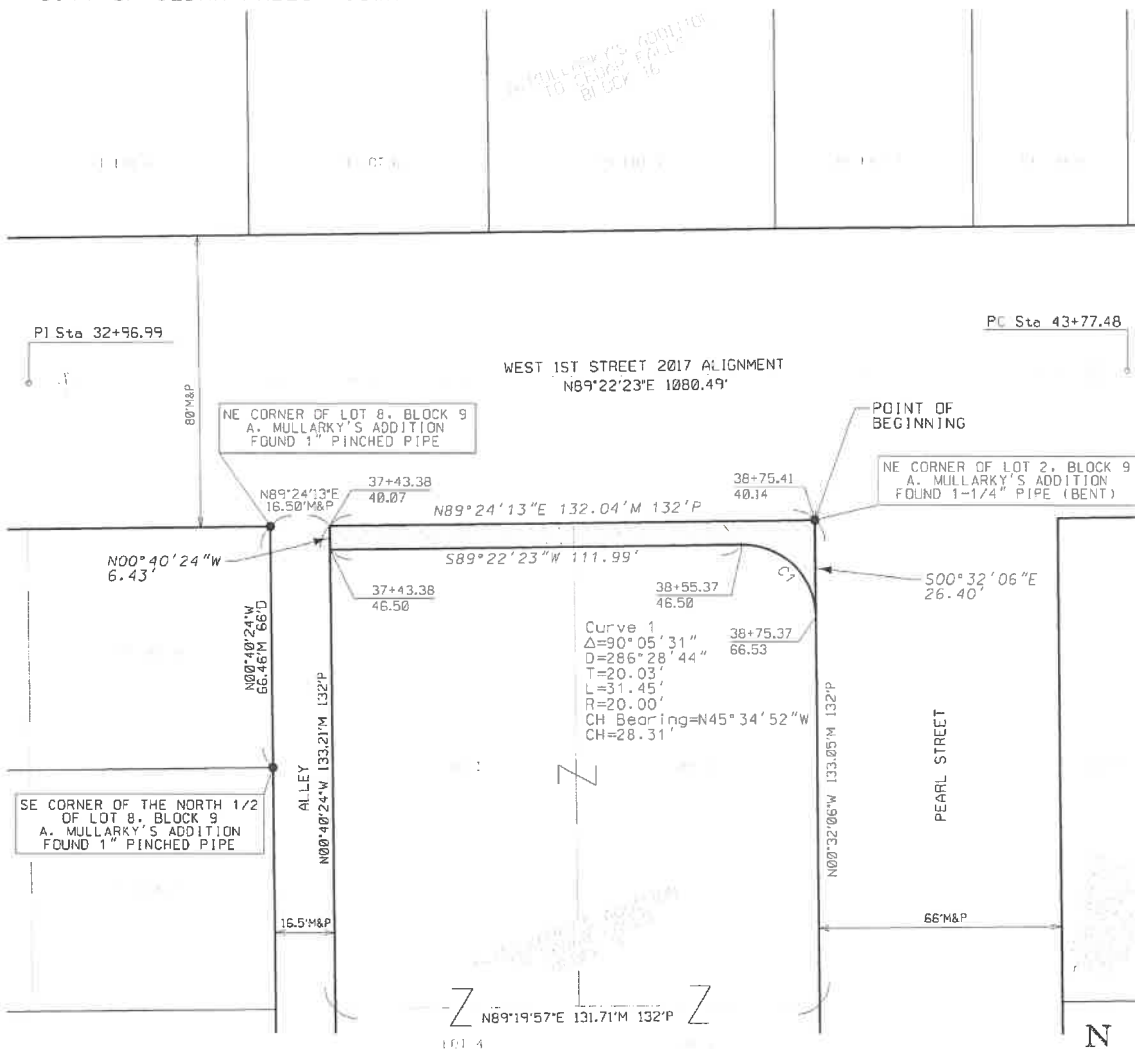 PI Sta 32+96.99
PC Sta 43+77.48
WEST 1ST STREET 2017 ALIGNMENT
N89°22'23"E 1080.49'
80'M&P
NE CORNER OF LOT 8, BLOCK 9
A. MULLARKY'S ADDITION
FOUND 1" PINCHED PIPE
POINT OF
BEGINNING
NE CORNER OF LOT 2, BLOCK 9
A. MULLARKY'S ADDITION
FOUND 1-1/4" PIPE (BENT)
N89°24'13"E
16.50'M&P
37+43.38
40.07
N89°24'13"E 132.04'M 132'P
38+75.41
40.14
N00°40'24"W
6.43'
S89°22'23"W 111.99'
C1
S00°32'06"E
26.40'
37+43.38
46.50
38+55.37
46.50
38+75.37
66.53
Curve 1
Δ=90°05'31"
D=286°28'44"
T=20.03'
L=31.45'
R=20.00'
CH Bearing=N45°34'52"W
CH=28.31'
N00°40'24"W
66.46'M 66'D
ALLEY
N00°40'24"W 133.21'M 132'P
N00°32'06"W 133.05'M 132'P
PEARL STREET
SE CORNER OF THE NORTH 1/2
OF LOT 8, BLOCK 9
A. MULLARKY'S ADDITION
FOUND 1" PINCHED PIPE
16.5'M&P
66'M&P
Z
N89°19'57"E 131.71'M 132'P
Z
Z
LOT 4
N